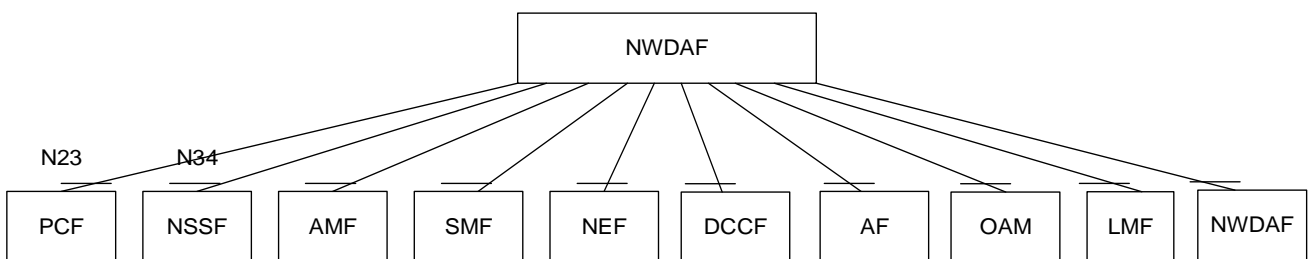 NWDAF
N23 N34
PCF NSSF AMF SMF NEF DCCF AF OAM LMF NWDAF